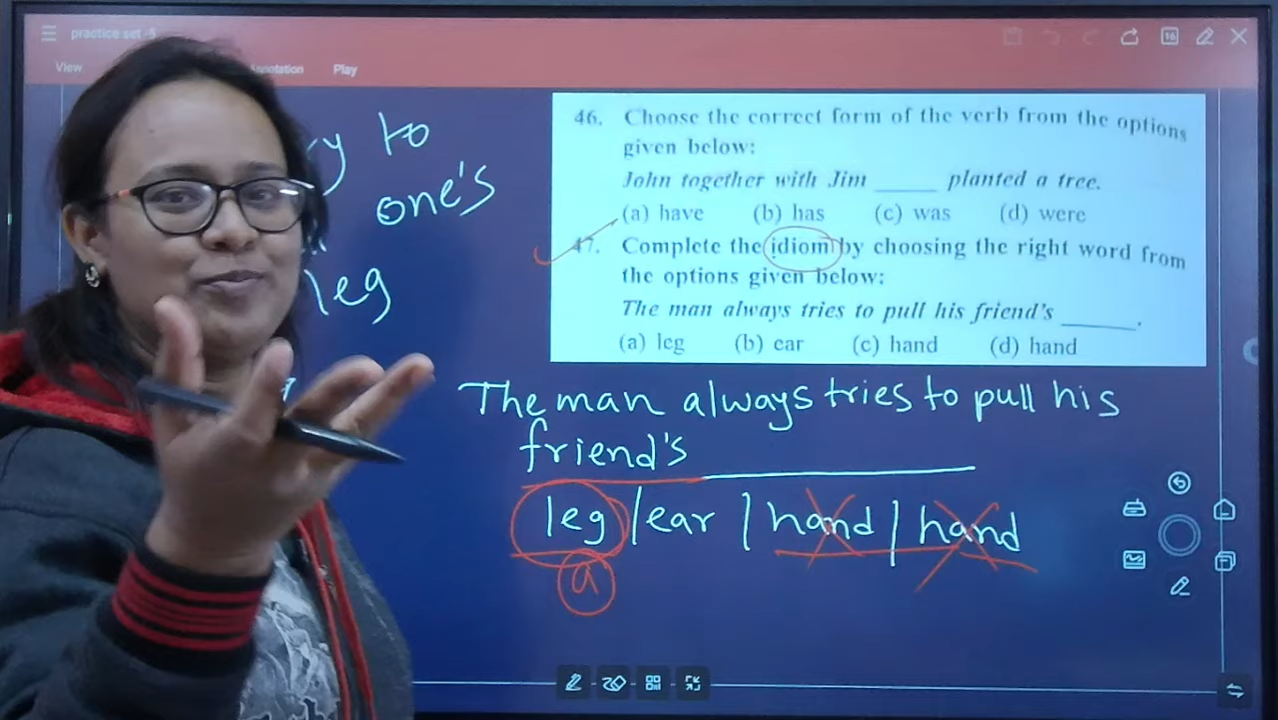 practice set -5
View
Annotation
Play
16
to
one's
leg
46. Choose the correct form of the verb from the options
given below:
John together with Jim _____ planted a tree.
(a) have (b) has (c) was (d) were
47. Complete the idiom by choosing the right word from
the options given below:
The man always tries to pull his friend's ______.
(a) leg (b) ear (c) hand (d) hand
The man always tries to pull his
friend's ______
leg / ear / hand / hand
a